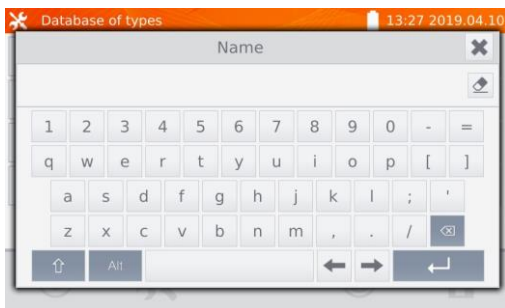 Database of types 13:27 2019.04.10
Name
1 2 3 4 5 6 7 8 9 0 - =
q w e r t y u i o p [ ]
a s d f g h j k l ; '
z x c v b n m , . /
Alt